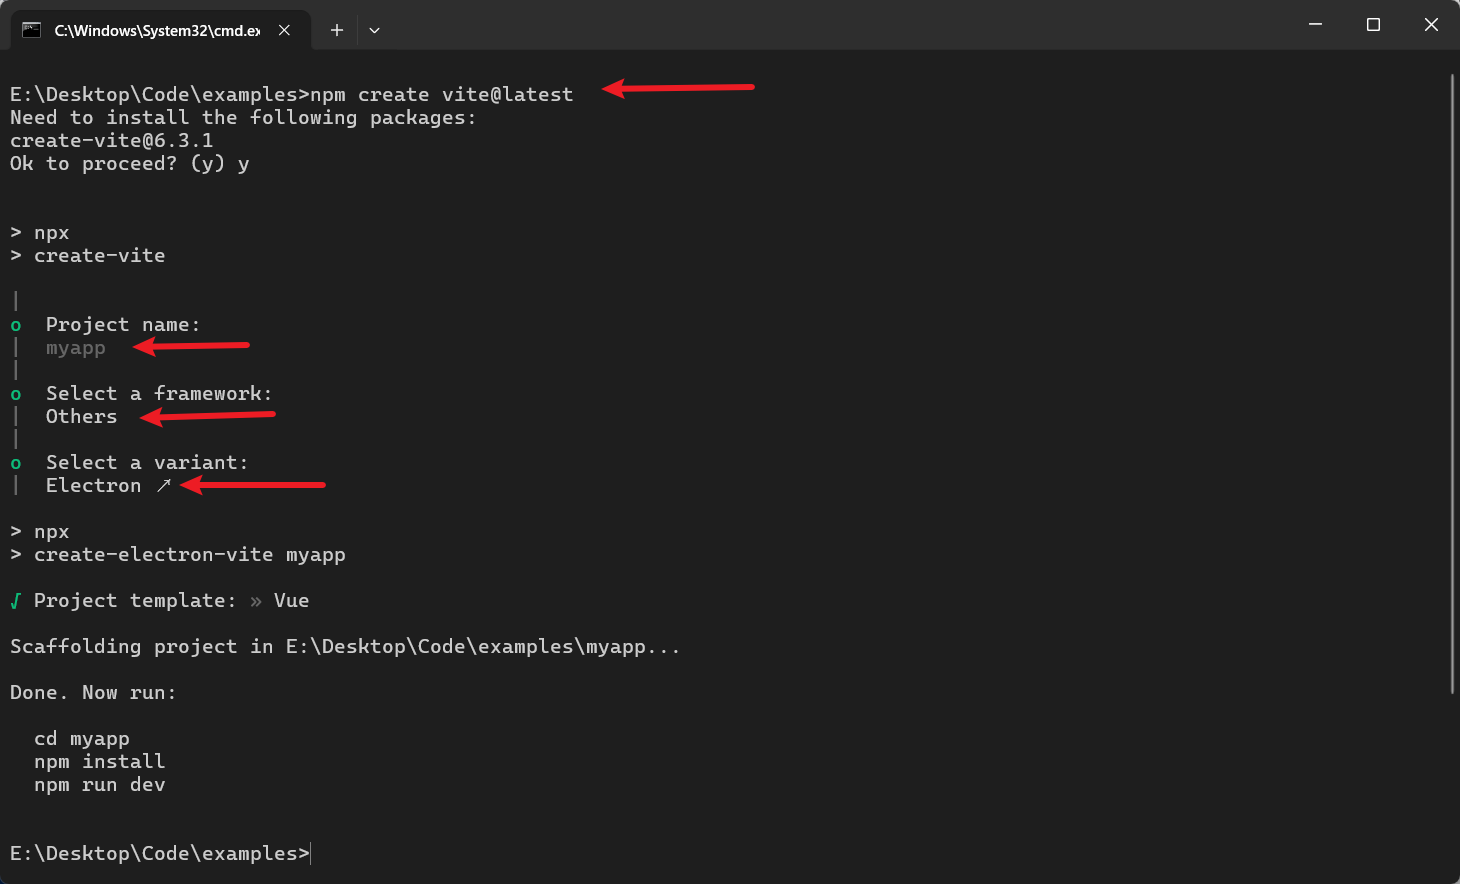 C:\Windows\System32\cmd.ex
E:\Desktop\Code\examples>npm create vite@latest
Need to install the following packages:
create-vite@6.3.1
Ok to proceed? (y) y
> npx
> create-vite
|
o  Project name:
|  myapp
|
o  Select a framework:
|  Others
|
o  Select a variant:
|  Electron ↗
> npx
> create-electron-vite myapp
√ Project template: » Vue
Scaffolding project in E:\Desktop\Code\examples\myapp...
Done. Now run:
  cd myapp
  npm install
  npm run dev
E:\Desktop\Code\examples>